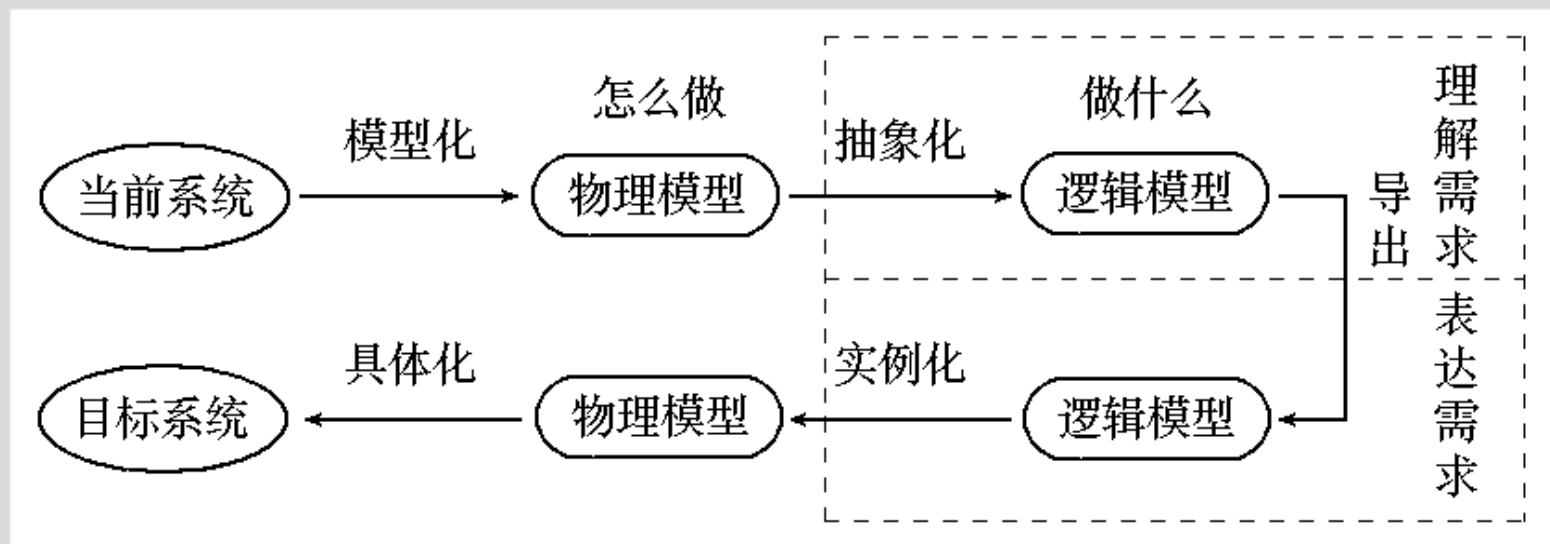 怎么做
做什么
模型化
抽象化
当前系统
物理模型
逻辑模型
导出
理解需求
具体化
实例化
目标系统
物理模型
逻辑模型
表达需求